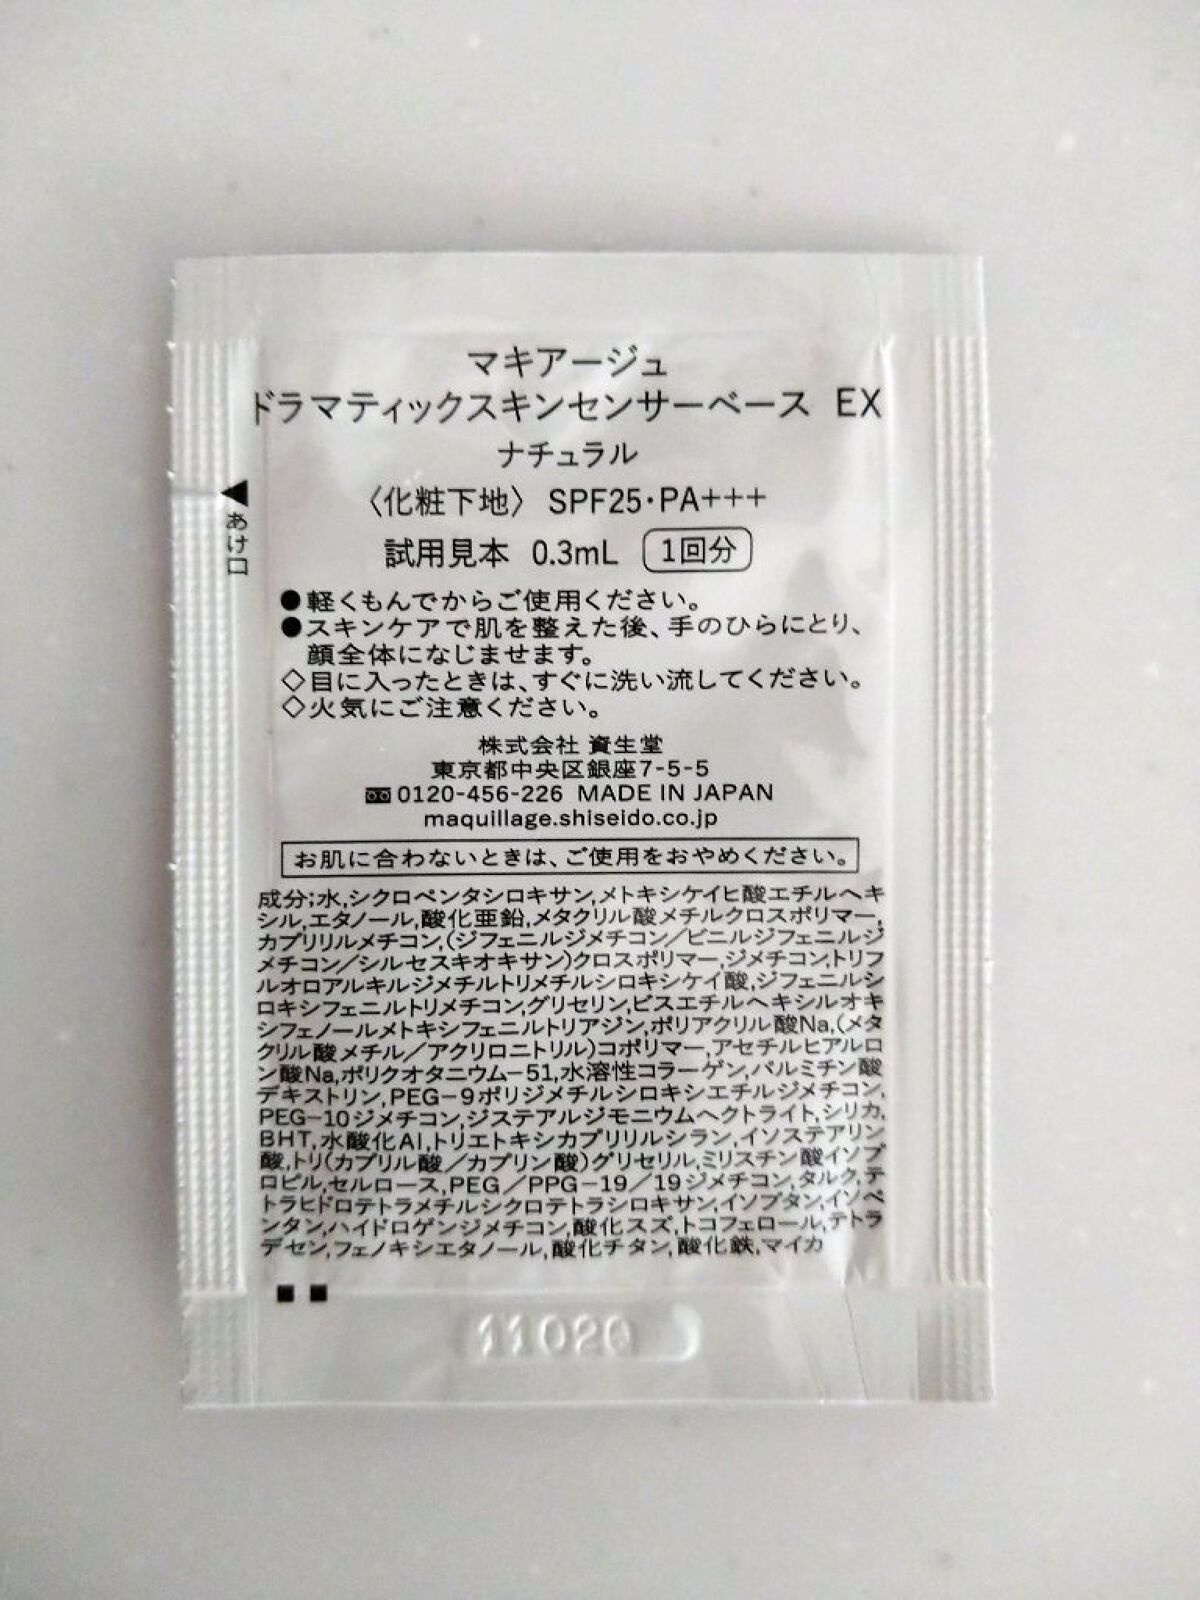 マキアージュ
ドラマティックスキンセンサーベース EX
ナチュラル
〈化粧下地〉 SPF25・PA+++
試用見本 0.3mL 1回分
◀あけ口
●軽くもんでからご使用ください。
●スキンケアで肌を整えた後、手のひらにとり、
顔全体になじませます。
◇目に入ったときは、すぐに洗い流してください。
◇火気にご注意ください。
株式会社 資生堂
東京都中央区銀座7-5-5
0120-456-226 MADE IN JAPAN
maquillage.shiseido.co.jp
お肌に合わないときは、ご使用をおやめください。
成分;水,シクロペンタシロキサン,メトキシケイヒ酸エチルヘキ
シル,エタノール,酸化亜鉛,メタクリル酸メチルクロスポリマー,
カプリリルメチコン,(ジフェニルジメチコン/ビニルジフェニルジ
メチコン/シルセスキオキサン)クロスポリマー,ジメチコン,トリフ
ルオロアルキルジメチルトリメチルシロキシケイ酸,ジフェニルシ
ロキシフェニルトリメチコン,グリセリン,ビスエチルヘキシルオキ
シフェノールメトキシフェニルトリアジン,ポリアクリル酸Na,(メタ
クリル酸メチル/アクリロニトリル)コポリマー,アセチルヒアルロ
ン酸Na,ポリクオタニウム-51,水溶性コラーゲン,パルミチン酸
デキストリン,PEG-9ポリジメチルシロキシエチルジメチコン,
PEG-10ジメチコン,ジステアルジモニウムヘクトライト,シリカ,
BHT,水酸化Al,トリエトキシカプリリルシラン,イソステアリン
酸,トリ(カプリル酸/カプリン酸)グリセリル,ミリスチン酸イソプ
ロピル,セルロース,PEG/PPG-19/19ジメチコン,タルク,テ
トラヒドロテトラメチルシクロテトラシロキサン,イソブタン,イソペ
ンタン,ハイドロゲンジメチコン,酸化スズ,トコフェロール,テトラ
デセン,フェノキシエタノール,酸化チタン,酸化鉄,マイカ
11020